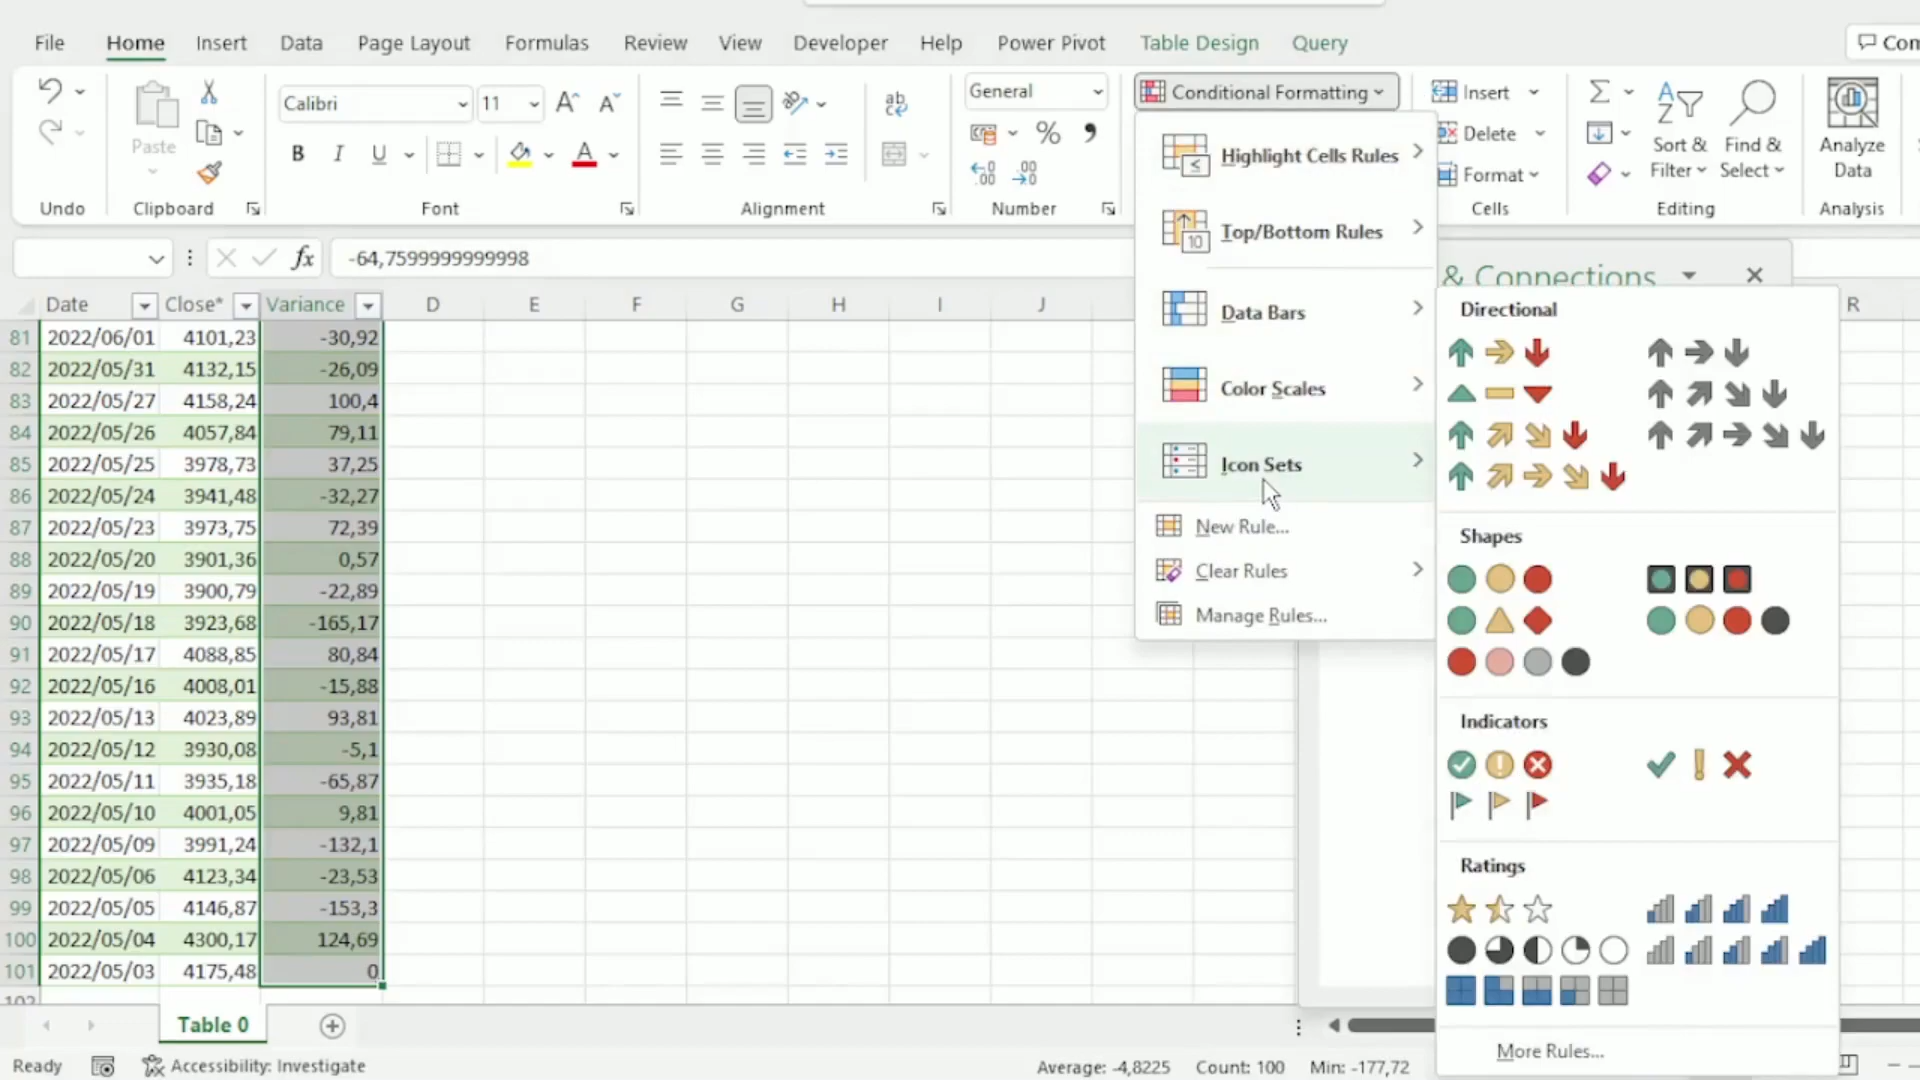 File Home Insert Data Page Layout Formulas Review View Developer Help Power Pivot Table Design Query Com
Calibri 11 General Conditional Formatting Insert
Paste B I U ab % Delete Sort & Filter Find & Select Analyze Data
Format
Undo Clipboard Font Alignment Number Cells Editing Analysis
fx -64,7599999999998
Highlight Cells Rules
Top/Bottom Rules
Data Bars
Color Scales
Icon Sets
New Rule...
Clear Rules
Manage Rules...
& Connections
Directional
Shapes
Indicators
Ratings
More Rules...
Date Close* Variance D E F G H I J R
81 2022/06/01 4101,23 -30,92
82 2022/05/31 4132,15 -26,09
83 2022/05/27 4158,24 100,4
84 2022/05/26 4057,84 79,11
85 2022/05/25 3978,73 37,25
86 2022/05/24 3941,48 -32,27
87 2022/05/23 3973,75 72,39
88 2022/05/20 3901,36 0,57
89 2022/05/19 3900,79 -22,89
90 2022/05/18 3923,68 -165,17
91 2022/05/17 4088,85 80,84
92 2022/05/16 4008,01 -15,88
93 2022/05/13 4023,89 93,81
94 2022/05/12 3930,08 -5,1
95 2022/05/11 3935,18 -65,87
96 2022/05/10 4001,05 9,81
97 2022/05/09 3991,24 -132,1
98 2022/05/06 4123,34 -23,53
99 2022/05/05 4146,87 -153,3
100 2022/05/04 4300,17 124,69
101 2022/05/03 4175,48 0
Table 0
Ready Accessibility: Investigate Average: -4,8225 Count: 100 Min: -177,72